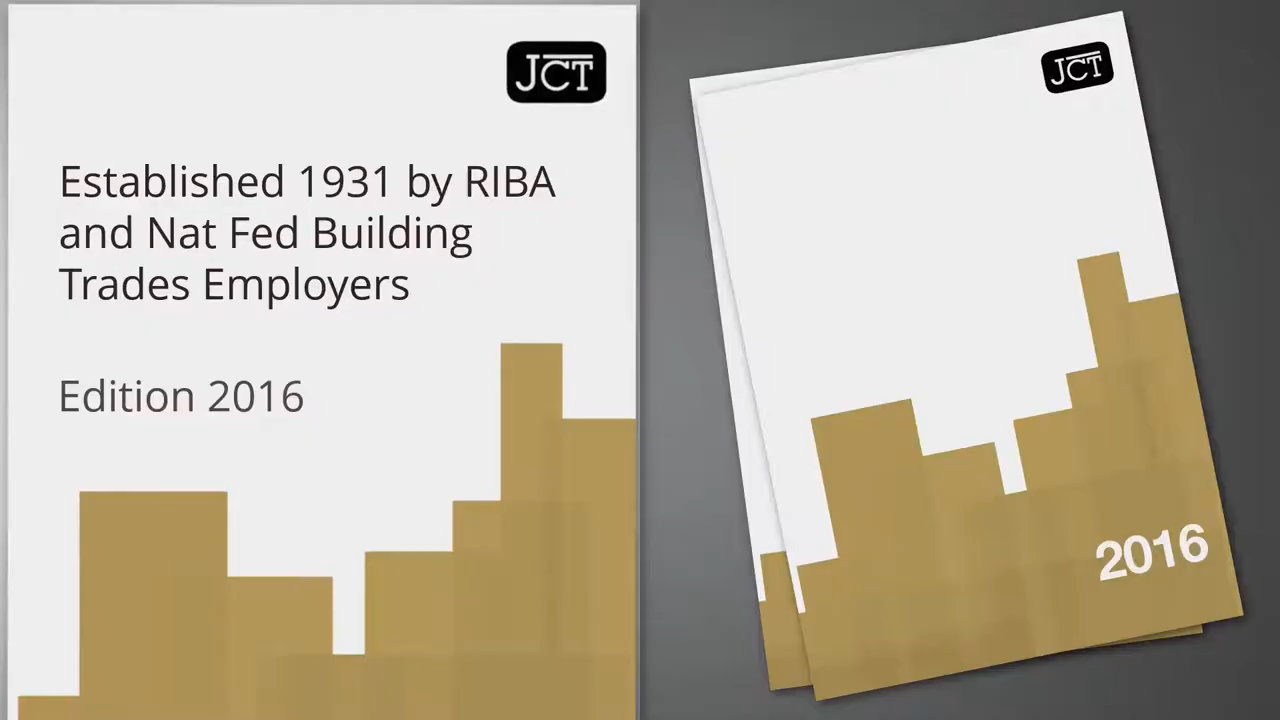 JCT
Established 1931 by RIBA
and Nat Fed Building
Trades Employers
Edition 2016
JCT
2016